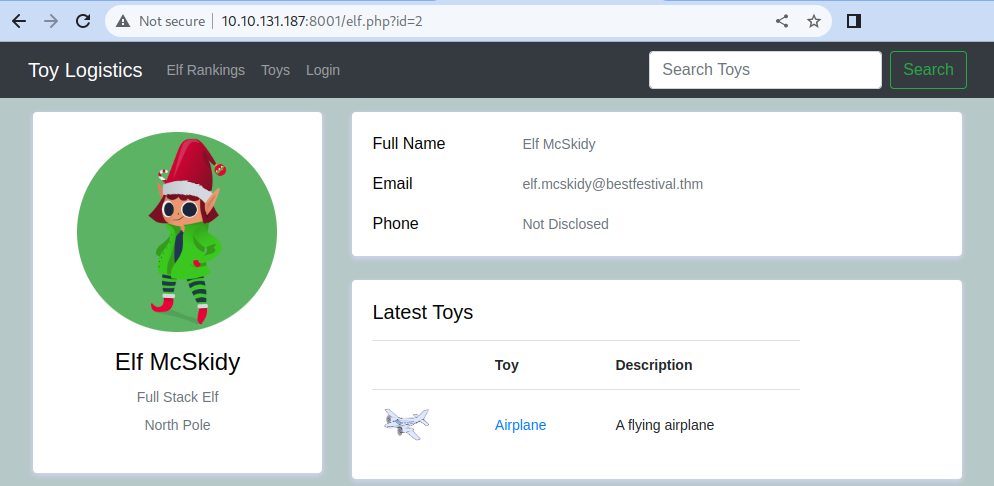 Not secure | 10.10.131.187:8001/elf.php?id=2
Toy Logistics Elf Rankings Toys Login Search Toys Search
Elf McSkidy
Full Stack Elf
North Pole
Full Name Elf McSkidy
Email elf.mcskidy@bestfestival.thm
Phone Not Disclosed
Latest Toys
Toy Description
Airplane A flying airplane